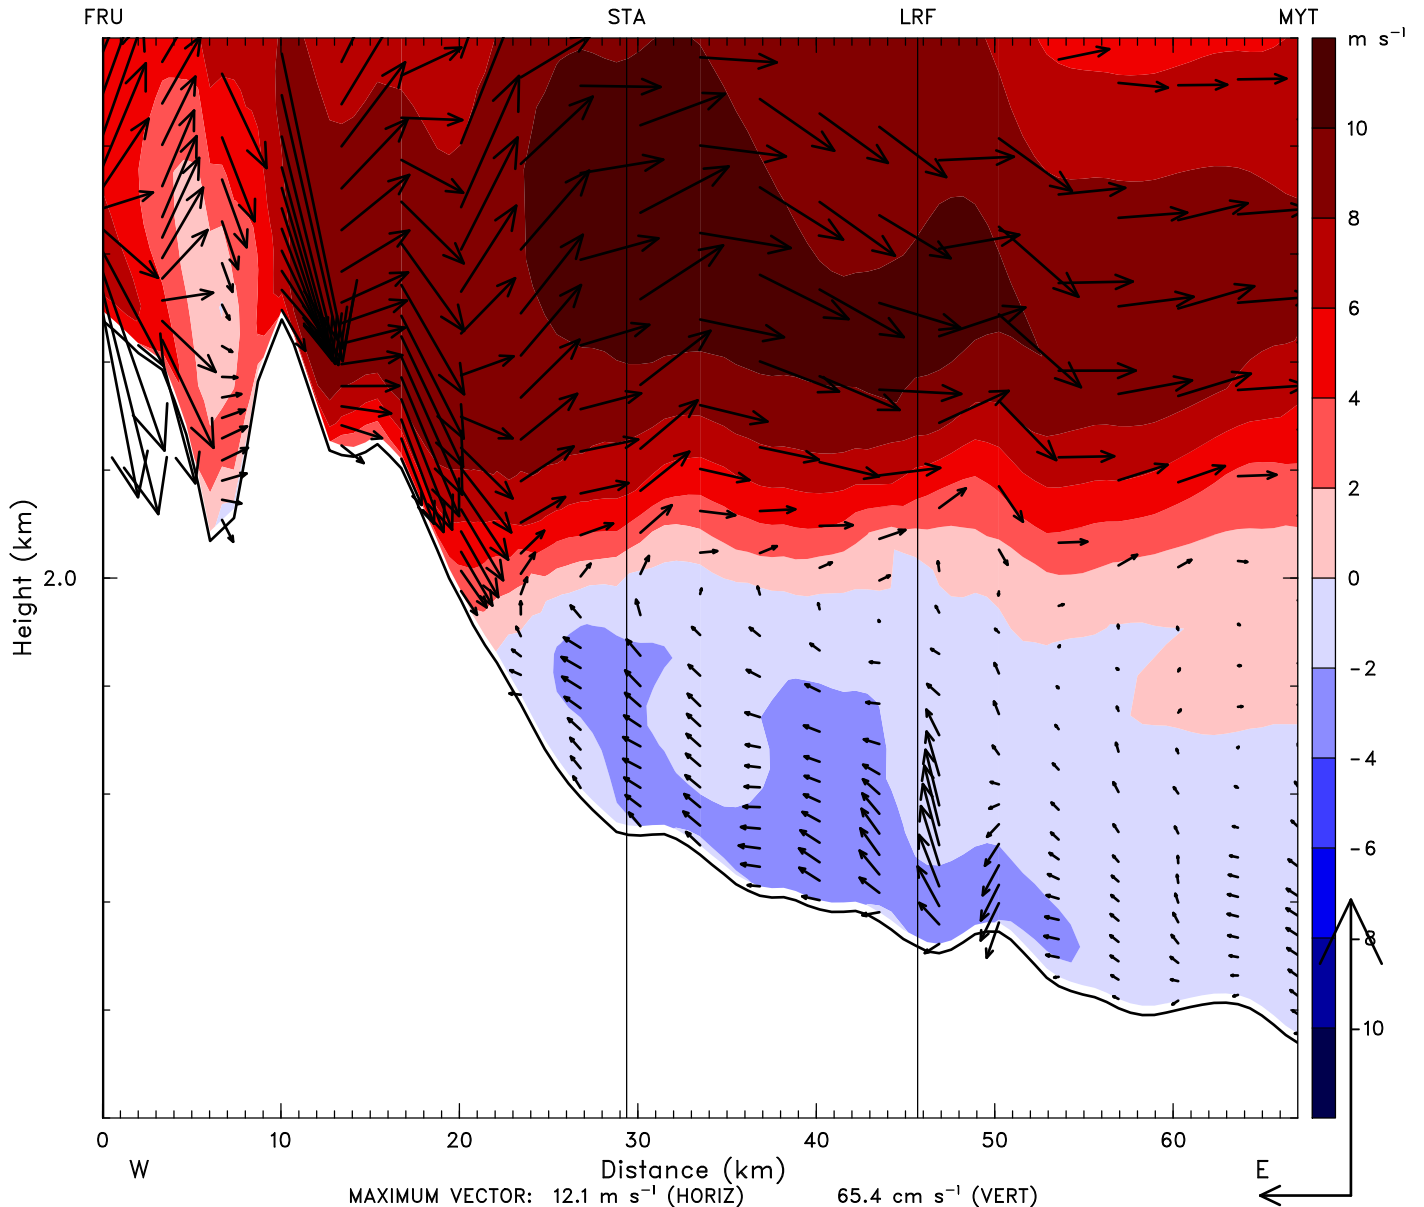 FRU STA LRF MYT
m s⁻¹
10
8
6
4
2
0
-2
-4
-6
-8
-10
Height (km)
2.0
0 10 20 30 40 50 60
W Distance (km) E
MAXIMUM VECTOR: 12.1 m s⁻¹ (HORIZ) 65.4 cm s⁻¹ (VERT)